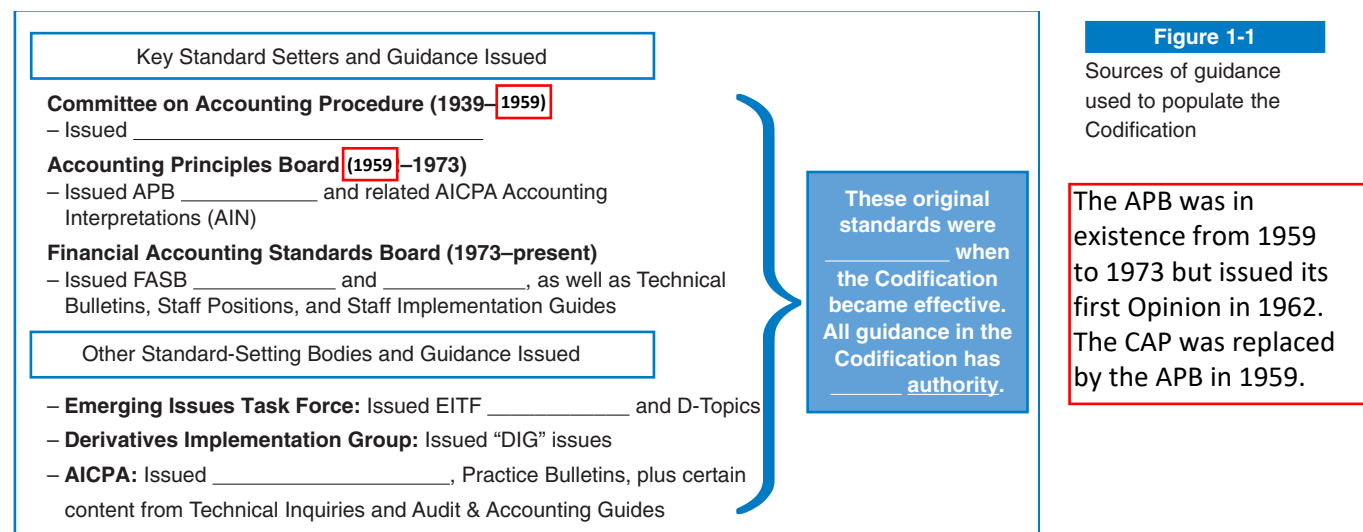 Key Standard Setters and Guidance Issued
Committee on Accounting Procedure (1939–1959)
– Issued ______________________________
Accounting Principles Board (1959–1973)
– Issued APB ____________ and related AICPA Accounting
Interpretations (AIN)
Financial Accounting Standards Board (1973–present)
– Issued FASB ____________ and ____________, as well as Technical
Bulletins, Staff Positions, and Staff Implementation Guides
Other Standard-Setting Bodies and Guidance Issued
– Emerging Issues Task Force: Issued EITF ____________ and D-Topics
– Derivatives Implementation Group: Issued “DIG” issues
– AICPA: Issued ____________________, Practice Bulletins, plus certain
content from Technical Inquiries and Audit & Accounting Guides
These original
standards were
___________ when
the Codification
became effective.
All guidance in the
Codification has
______ authority.
Figure 1-1
Sources of guidance
used to populate the
Codification
The APB was in
existence from 1959
to 1973 but issued its
first Opinion in 1962.
The CAP was replaced
by the APB in 1959.